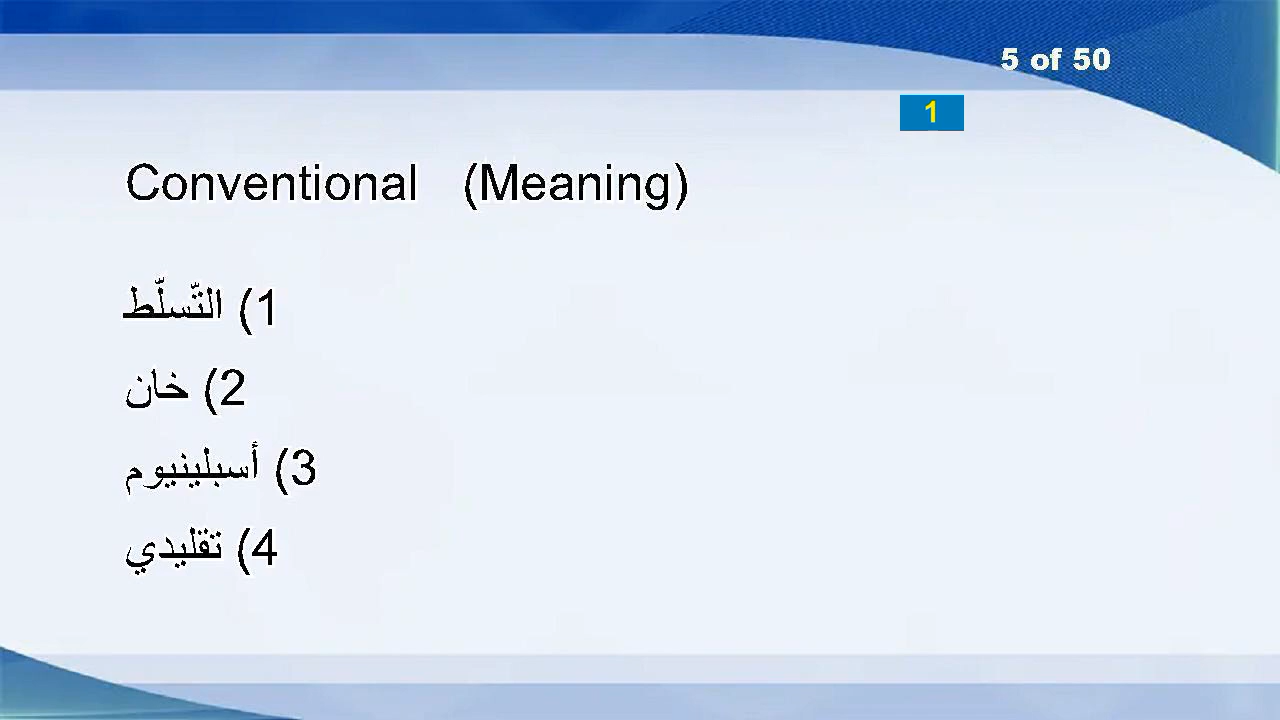 5 of 50
1
Conventional (Meaning)
1) التّسلّط
2) خان
3) أسبلينيوم
4) تقليدي